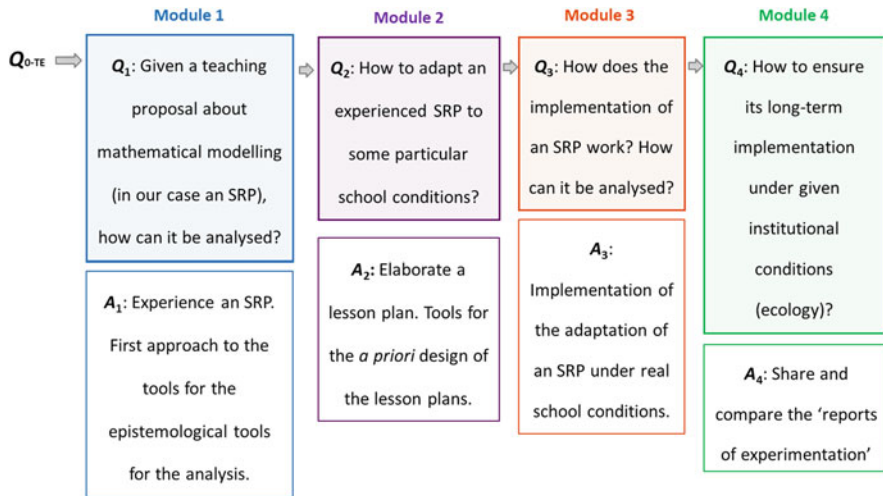 Module 1
Module 2
Module 3
Module 4
Q0-TE
Q1: Given a teaching
proposal about
mathematical modelling
(in our case an SRP),
how can it be analysed?
A1: Experience an SRP.
First approach to the
tools for the
epistemological tools
for the analysis.
Q2: How to adapt an
experienced SRP to
some particular
school conditions?
A2: Elaborate a
lesson plan. Tools for
the a priori design of
the lesson plans.
Q3: How does the
implementation of
an SRP work? How
can it be analysed?
A3:
Implementation of
the adaptation of
an SRP under real
school conditions.
Q4: How to ensure
its long-term
implementation
under given
institutional
conditions
(ecology)?
A4: Share and
compare the ‘reports
of experimentation’